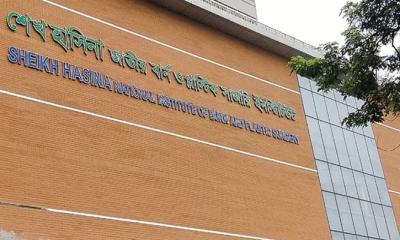 শেখ হাসিনা জাতীয় বার্ন ও প্লাস্টিক সার্জারি ইনস্টিটিউট
SHEIKH HASINA NATIONAL INSTITUTE OF BURN AND PLASTIC SURGERY